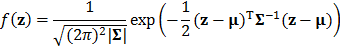 f(𝐳) = 1/√((2π)²|𝚺|) exp(−1/2 (𝐳 − 𝛍)ᵀ𝚺⁻¹(𝐳 − 𝛍))